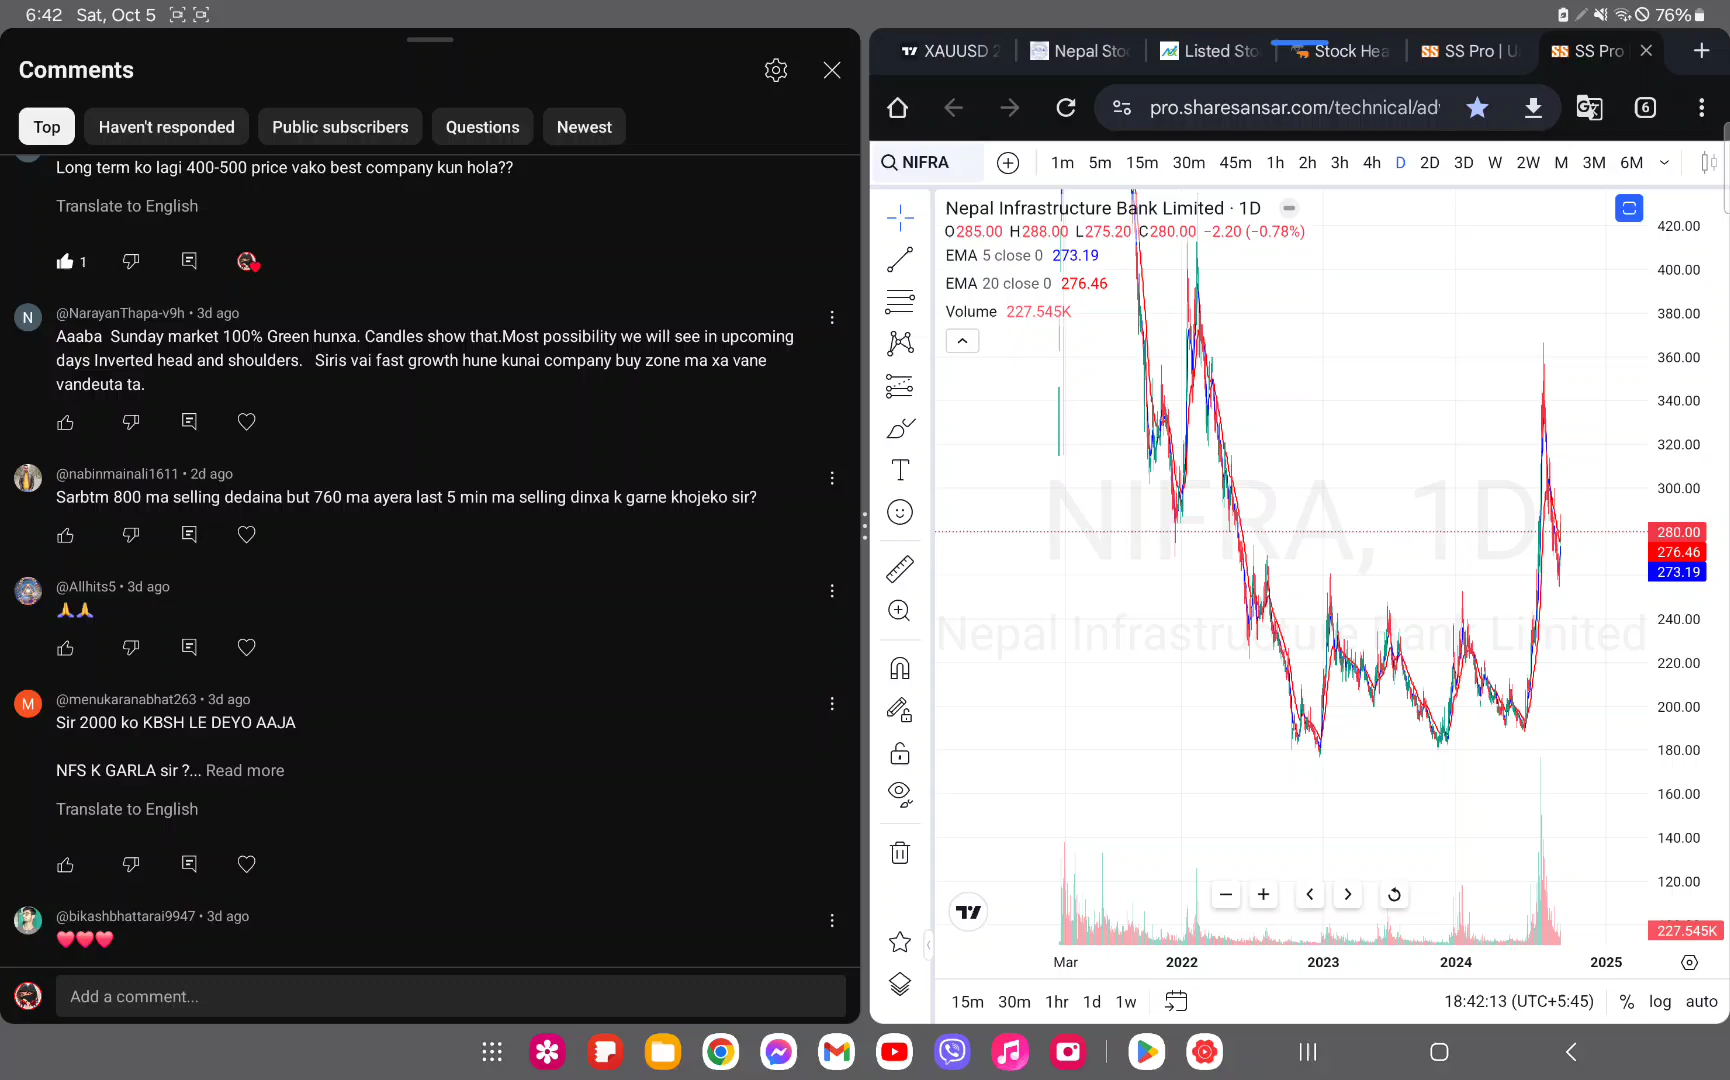 6:42 Sat, Oct 5
76%
Comments
Top
Haven't responded
Public subscribers
Questions
Newest
Long term ko lagi 400-500 price vako best company kun hola??
Translate to English
1
N
@NarayanThapa-v9h • 3d ago
Aaaba Sunday market 100% Green hunxa. Candles show that.Most possibility we will see in upcoming
days Inverted head and shoulders. Siris vai fast growth hune kunai company buy zone ma xa vane
vandeuta ta.
@nabinmainali1611 • 2d ago
Sarbtm 800 ma selling dedaina but 760 ma ayera last 5 min ma selling dinxa k garne khojeko sir?
@Allhits5 • 3d ago
🙏🙏
M
@menukaranabhat263 • 3d ago
Sir 2000 ko KBSH LE DEYO AAJA
NFS K GARLA sir ?... Read more
Translate to English
@bikashbhattarai9947 • 3d ago
Add a comment...
XAUUSD 2
Nepal Sto
Listed Sto
Stock Hea
SS Pro | U
SS Pro
pro.sharesansar.com/technical/ad
6
NIFRA
1m 5m 15m 30m 45m 1h 2h 3h 4h D 2D 3D W 2W M 3M 6M
Nepal Infrastructure Bank Limited · 1D
O285.00 H288.00 L275.20 C280.00 −2.20 (−0.78%)
EMA 5 close 0 273.19
EMA 20 close 0 276.46
Volume 227.545K
NIFRA, 1D
Nepal Infrastructure Bank Limited
420.00
400.00
380.00
360.00
340.00
320.00
300.00
280.00
276.46
273.19
240.00
220.00
200.00
180.00
160.00
140.00
120.00
227.545K
Mar 2022 2023 2024 2025
15m 30m 1hr 1d 1w
18:42:13 (UTC+5:45) % log auto